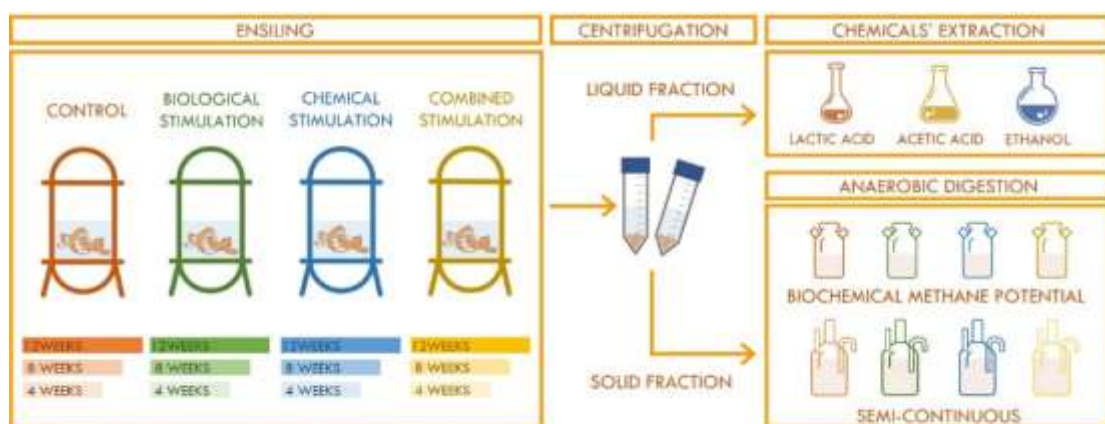 ENSILING
CENTRIFUGATION
CHEMICALS' EXTRACTION
CONTROL
BIOLOGICAL
STIMULATION
CHEMICAL
STIMULATION
COMBINED
STIMULATION
12WEEKS
8 WEEKS
4 WEEKS
12WEEKS
8 WEEKS
4 WEEKS
12WEEKS
8 WEEKS
4 WEEKS
12WEEKS
8 WEEKS
4 WEEKS
LIQUID FRACTION
SOLID FRACTION
LACTIC ACID
ACETIC ACID
ETHANOL
ANAEROBIC DIGESTION
BIOCHEMICAL METHANE POTENTIAL
SEMI-CONTINUOUS